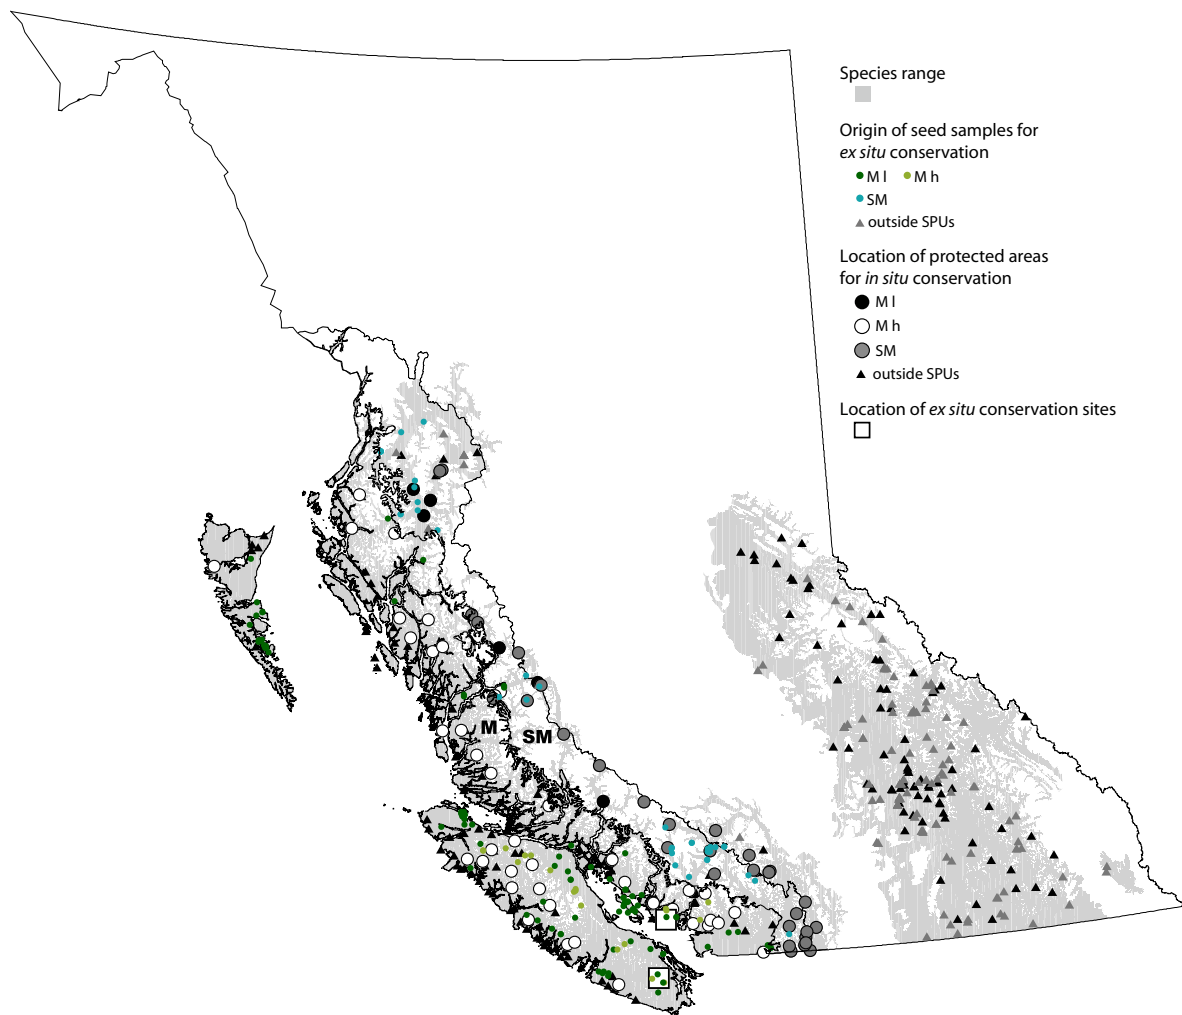 Species range
Origin of seed samples for
ex situ conservation
M l M h
SM
outside SPUs
Location of protected areas
for in situ conservation
M l
M h
SM
outside SPUs
Location of ex situ conservation sites
M
SM